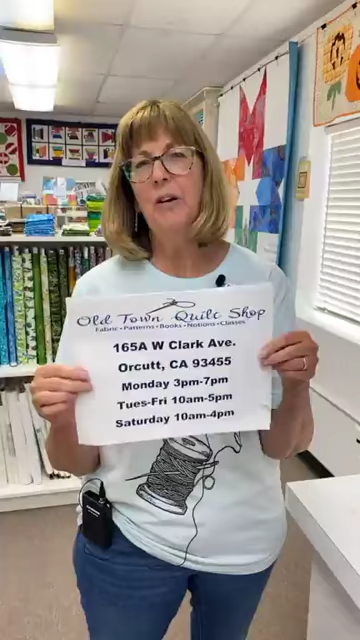 Old Town Quilt Shop
Fabric • Patterns • Books • Notions • Classes
165A W Clark Ave.
Orcutt, CA 93455
Monday 3pm-7pm
Tues-Fri 10am-5pm
Saturday 10am-4pm